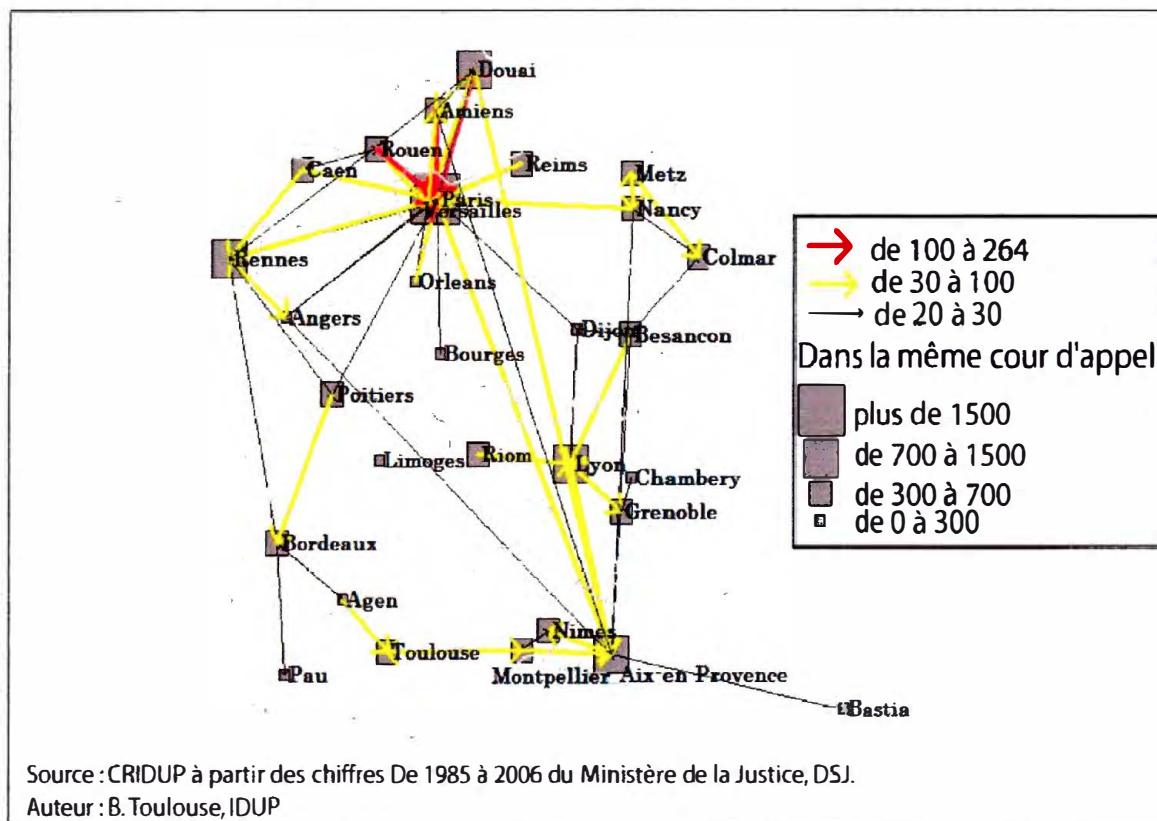 Douai
Amiens
Rouen
Caen
Reims
Metz
Paris
Versailles
Nancy
Rennes
Colmar
Orleans
Angers
Dijon
Besancon
Bourges
Poitiers
Limoges
Riom
Lyon
Chambery
Grenoble
Bordeaux
Agen
Nimes
Toulouse
Pau
Montpellier
Aix en Provence
Bastia
de 100 à 264
de 30 à 100
de 20 à 30
Dans la même cour d'appel
plus de 1500
de 700 à 1500
de 300 à 700
de 0 à 300
Source : CRIDUP à partir des chiffres De 1985 à 2006 du Ministère de la Justice, DSJ.
Auteur : B. Toulouse, IDUP